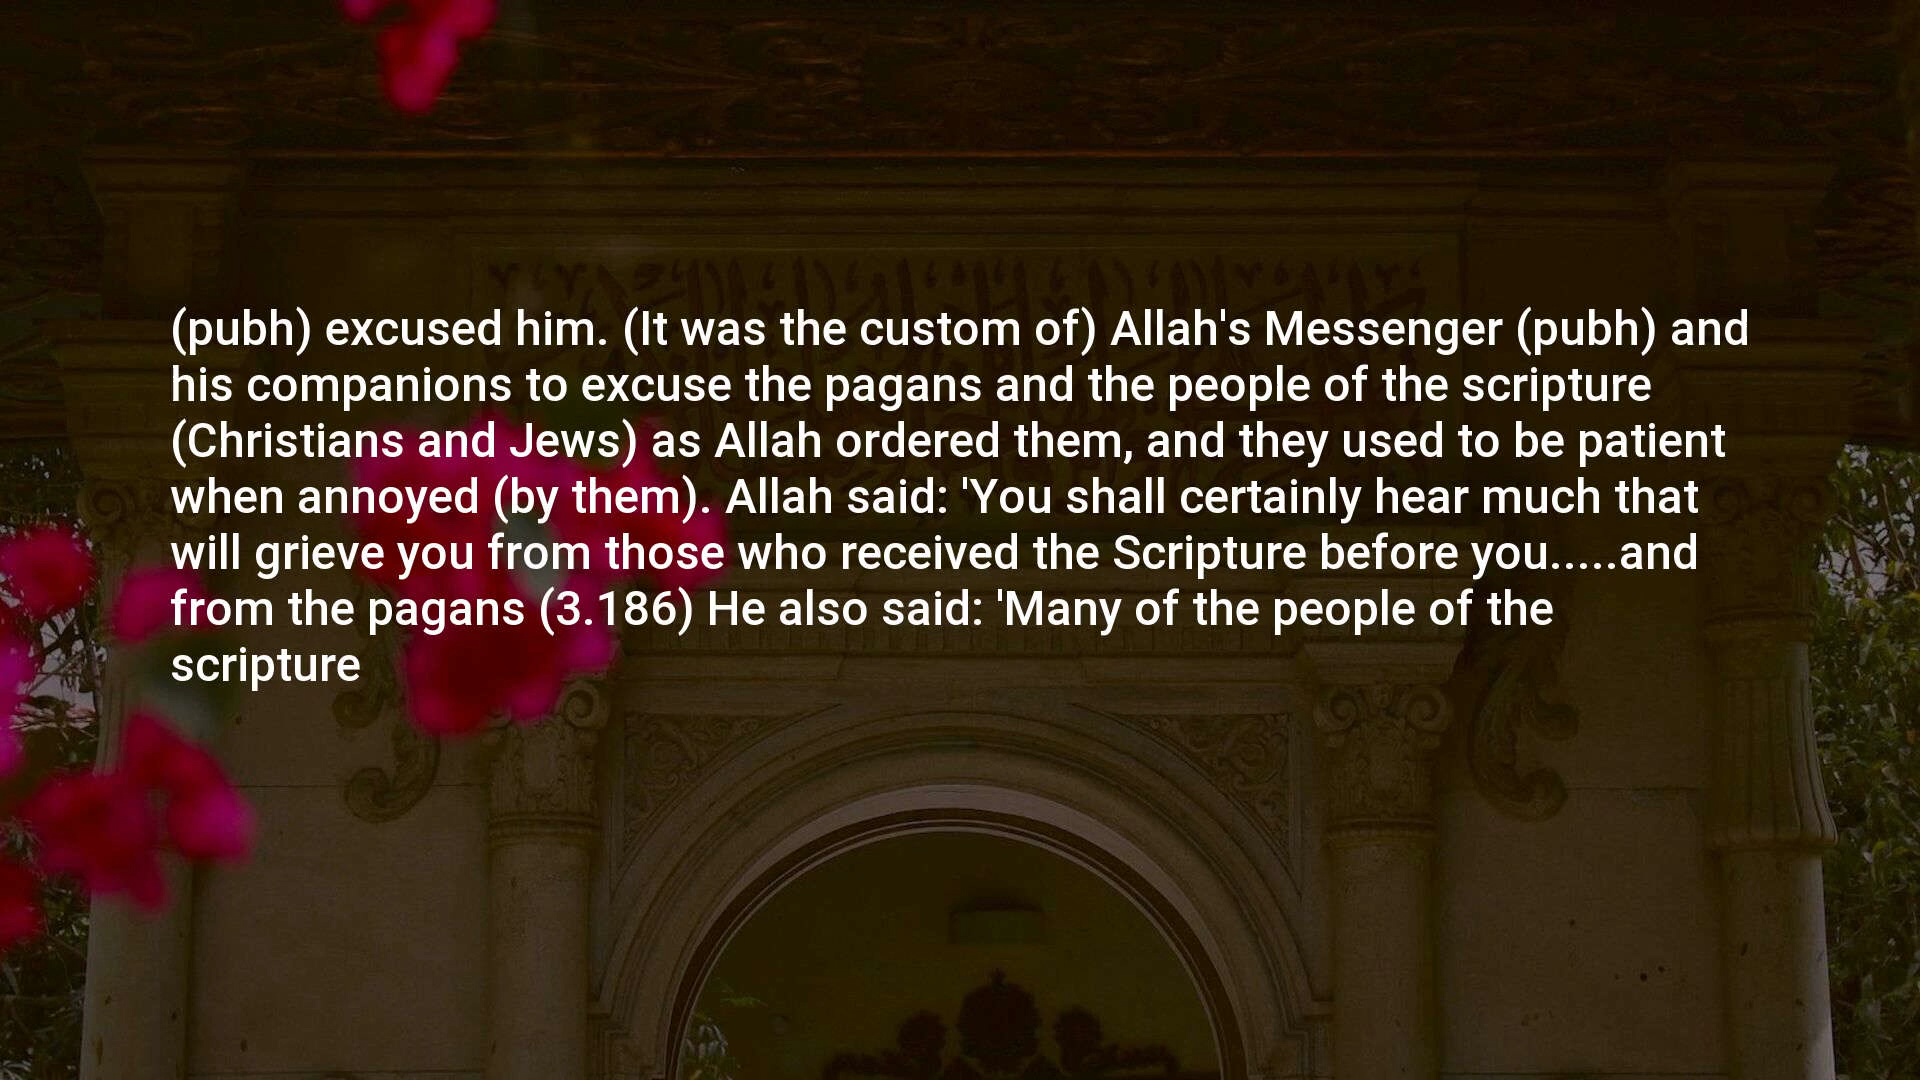 (pubh) excused him. (It was the custom of) Allah's Messenger (pubh) and
his companions to excuse the pagans and the people of the scripture
(Christians and Jews) as Allah ordered them, and they used to be patient
when annoyed (by them). Allah said: 'You shall certainly hear much that
will grieve you from those who received the Scripture before you.....and
from the pagans (3.186) He also said: 'Many of the people of the
scripture